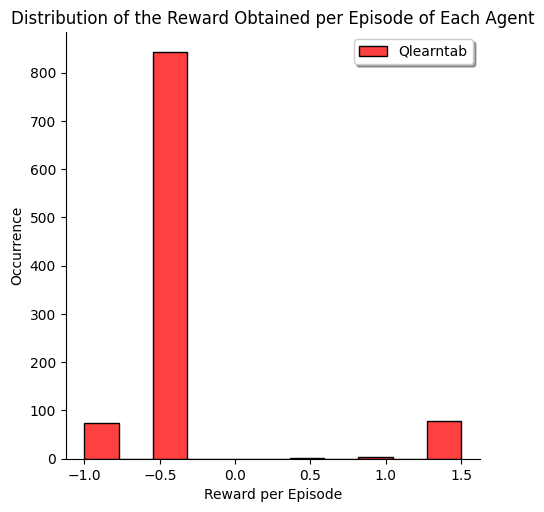 Distribution of the Reward Obtained per Episode of Each Agent
Qlearntab
800
700
600
500
400
300
200
100
0
Occurrence
−1.0 −0.5 0.0 0.5 1.0 1.5
Reward per Episode